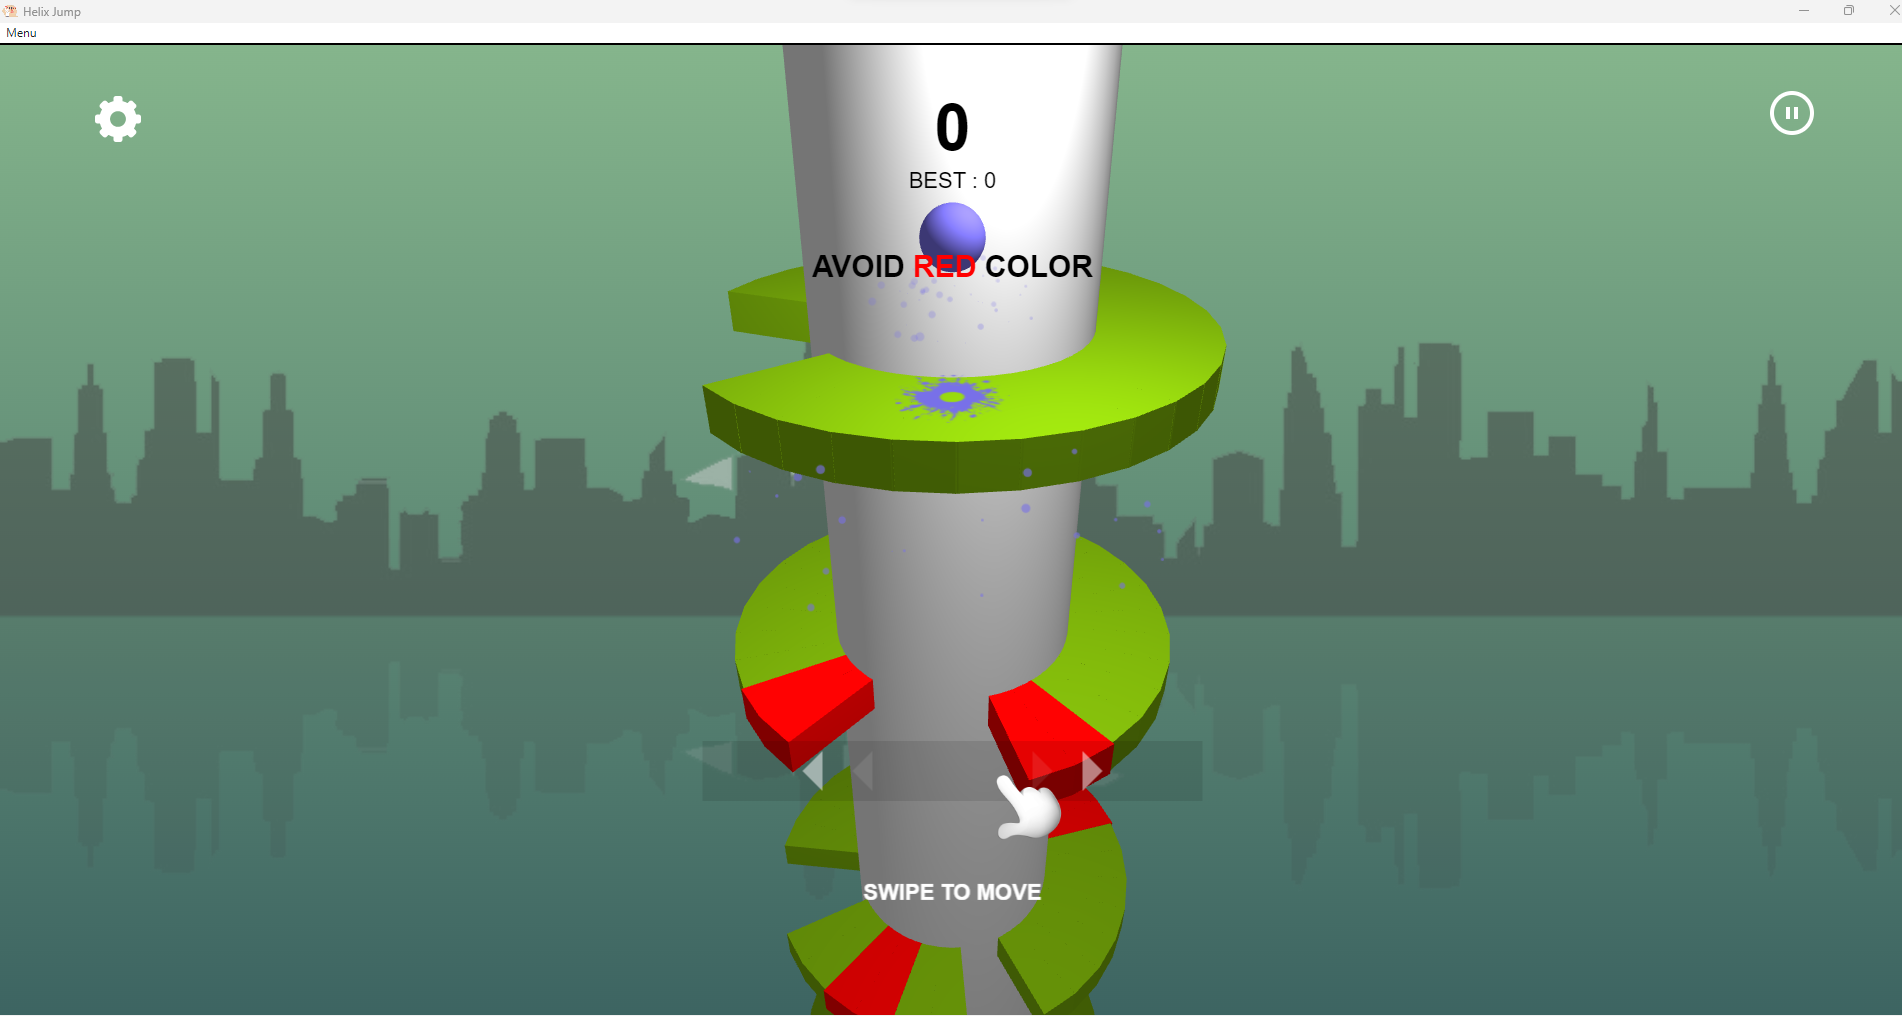 Helix Jump
Menu
0
BEST : 0
AVOID RED COLOR
SWIPE TO MOVE